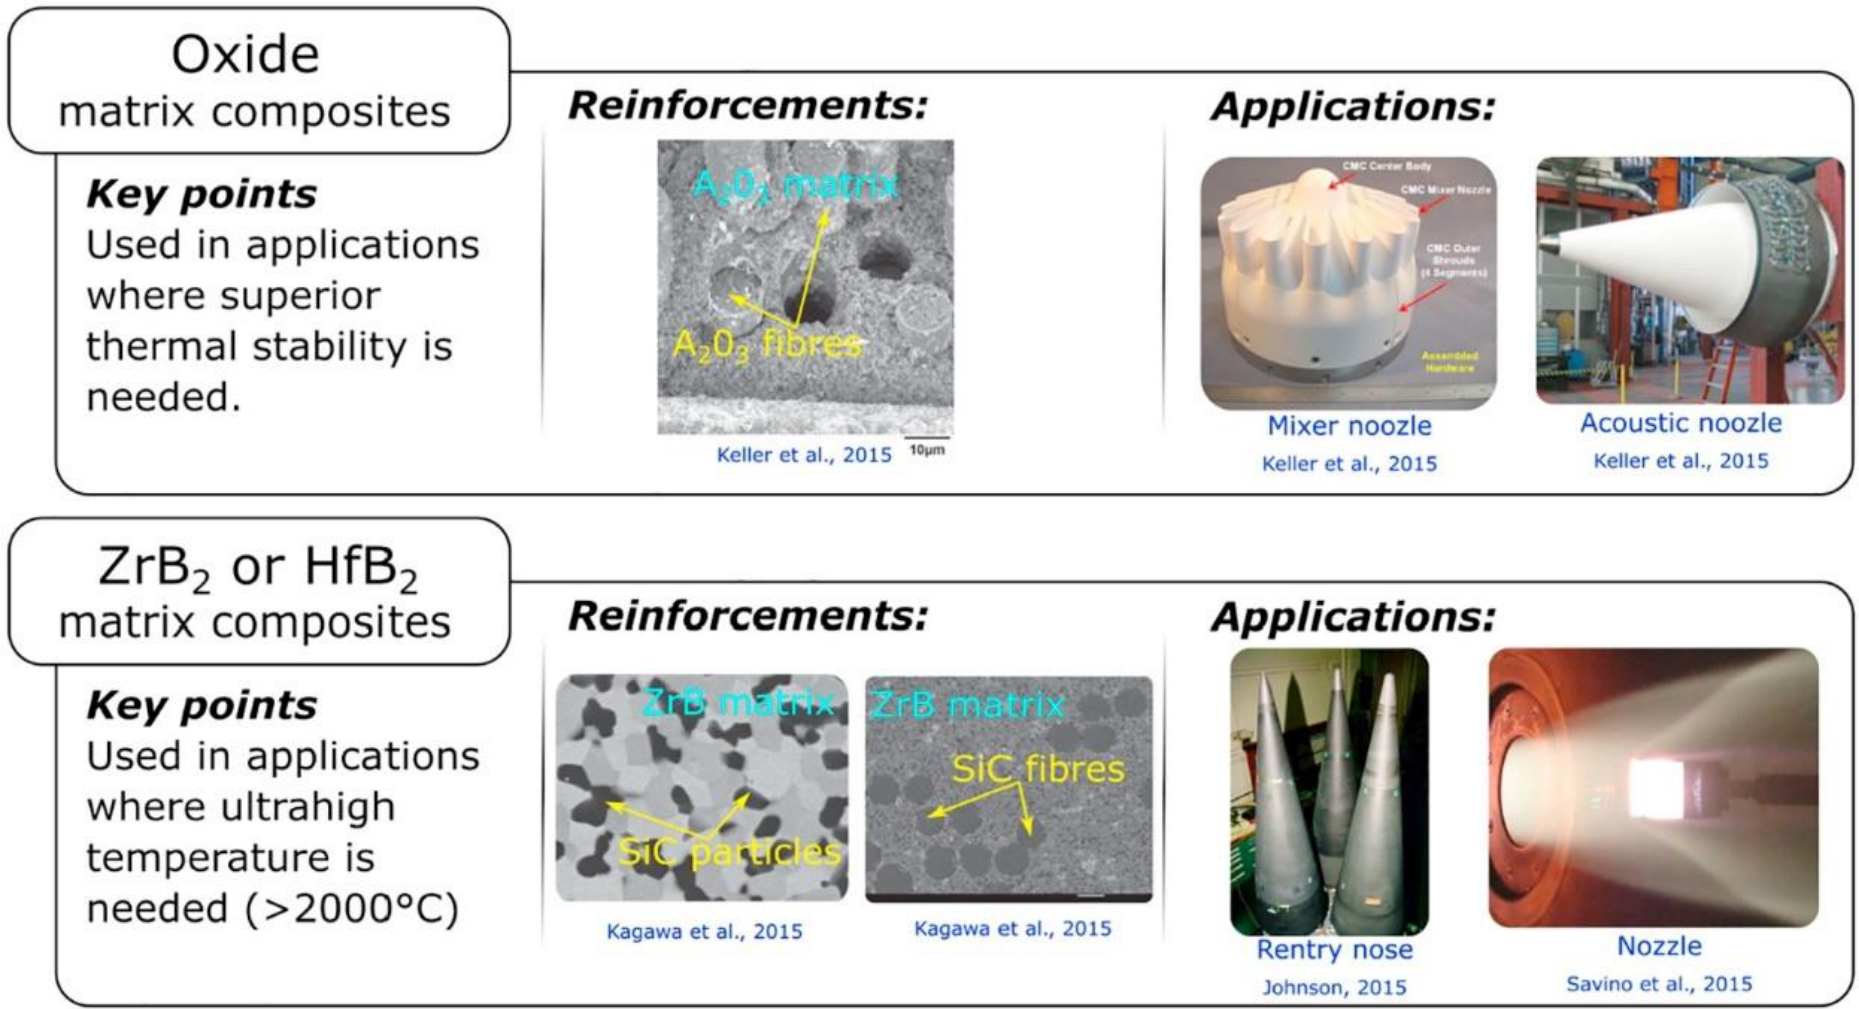 Oxide
matrix composites
Key points
Used in applications
where superior
thermal stability is
needed.
Reinforcements:
A₂0₃ matrix
A₂0₃ fibres
10μm
Keller et al., 2015
Applications:
CMC Center Body
CMC Mixer Nozzle
CMC Outer
Shrouds
(4 Segments)
Assembled
Hardware
Mixer noozle
Keller et al., 2015
Acoustic noozle
Keller et al., 2015
ZrB₂ or HfB₂
matrix composites
Key points
Used in applications
where ultrahigh
temperature is
needed (>2000°C)
Reinforcements:
ZrB matrix
SiC particles
Kagawa et al., 2015
ZrB matrix
SiC fibres
Kagawa et al., 2015
Applications:
Rentry nose
Johnson, 2015
Nozzle
Savino et al., 2015